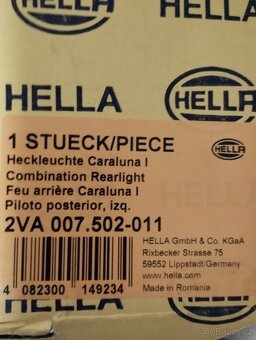 HELLA
HELLA
HELLA
1 STUECK/PIECE
Heckleuchte Caraluna I
Combination Rearlight
Feu arrière Caraluna I
Piloto posterior, izq.
2VA 007.502-011
HELLA
HELLA GmbH & Co. KGaA
Rixbecker Strasse 75
59552 Lippstadt/Germany
www.hella.com
Made in Romània
4 082300 149234